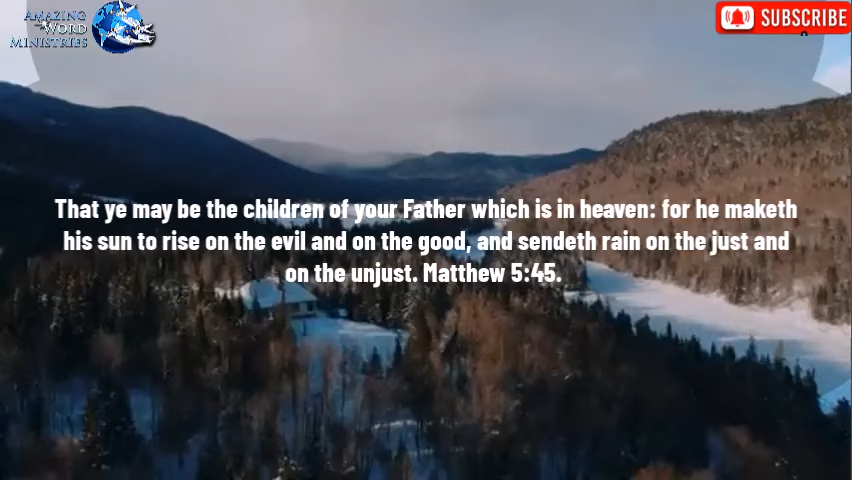 AMAZING
WORD
MINISTRIES
SUBSCRIBE
That ye may be the children of your Father which is in heaven: for he maketh
his sun to rise on the evil and on the good, and sendeth rain on the just and
on the unjust. Matthew 5:45.